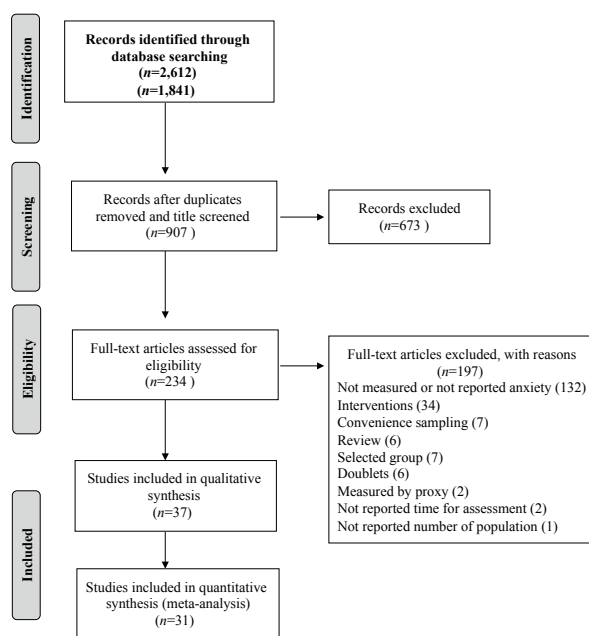 Identification
Records identified through
database searching
(n=2,612)
(n=1,841)
Screening
Records after duplicates
removed and title screened
(n=907 )
Records excluded
(n=673 )
Eligibility
Full-text articles assessed for
eligibility
(n=234 )
Full-text articles excluded, with reasons
(n=197)
Not measured or not reported anxiety (132)
Interventions (34)
Convenience sampling (7)
Review (6)
Selected group (7)
Doublets (6)
Measured by proxy (2)
Not reported time for assessment (2)
Not reported number of population (1)
Included
Studies included in qualitative
synthesis
(n=37)
Studies included in quantitative
synthesis (meta-analysis)
(n=31)